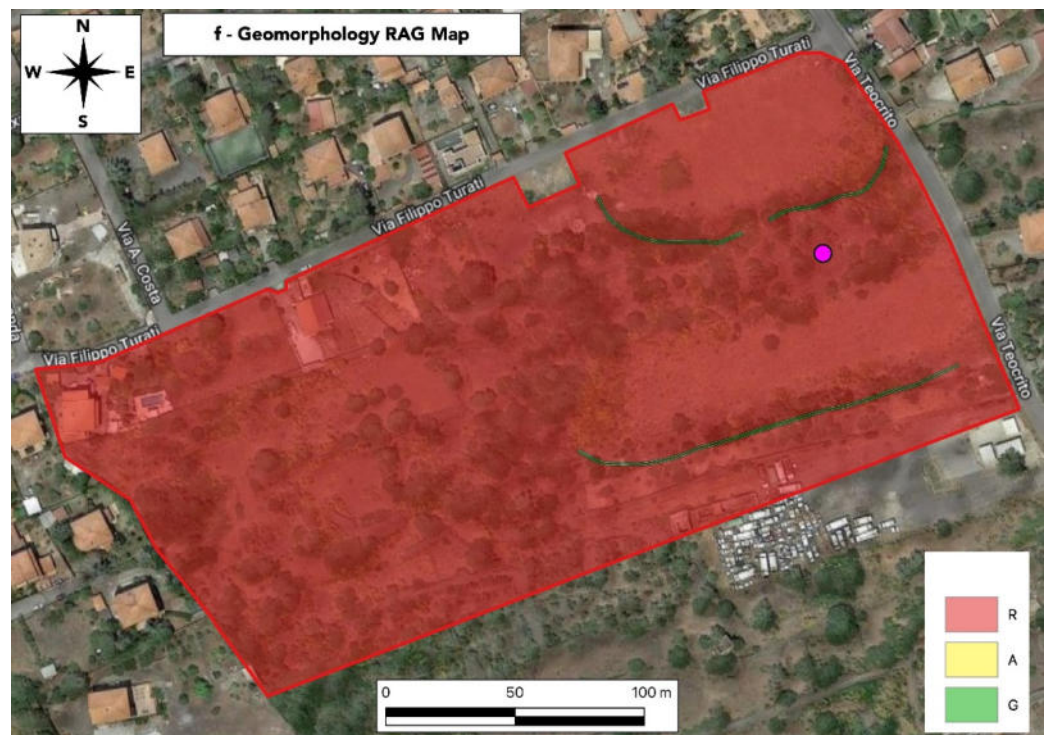 N
f - Geomorphology RAG Map
W E
S
Via Filippo Turati
Via Teocrito
Via Filippo Turati
Via A. Costa
Via Filippo Turati
Via Teocrito
R
A
G
0 50 100 m